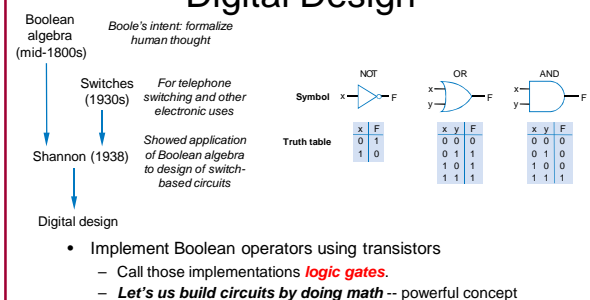 Digital Design
Boolean
algebra
(mid-1800s)
Boole's intent: formalize
human thought
Switches
(1930s)
For telephone
switching and other
electronic uses
Shannon (1938)
Showed application
of Boolean algebra
to design of switch-
based circuits
Digital design
NOT
OR
AND
Symbol
x
F
x
y
F
x
y
F
Truth table
x F
0 1
1 0
x y F
0 0 0
0 1 1
1 0 1
1 1 1
x y F
0 0 0
0 1 0
1 0 0
1 1 1
• Implement Boolean operators using transistors
– Call those implementations logic gates.
– Let's us build circuits by doing math -- powerful concept